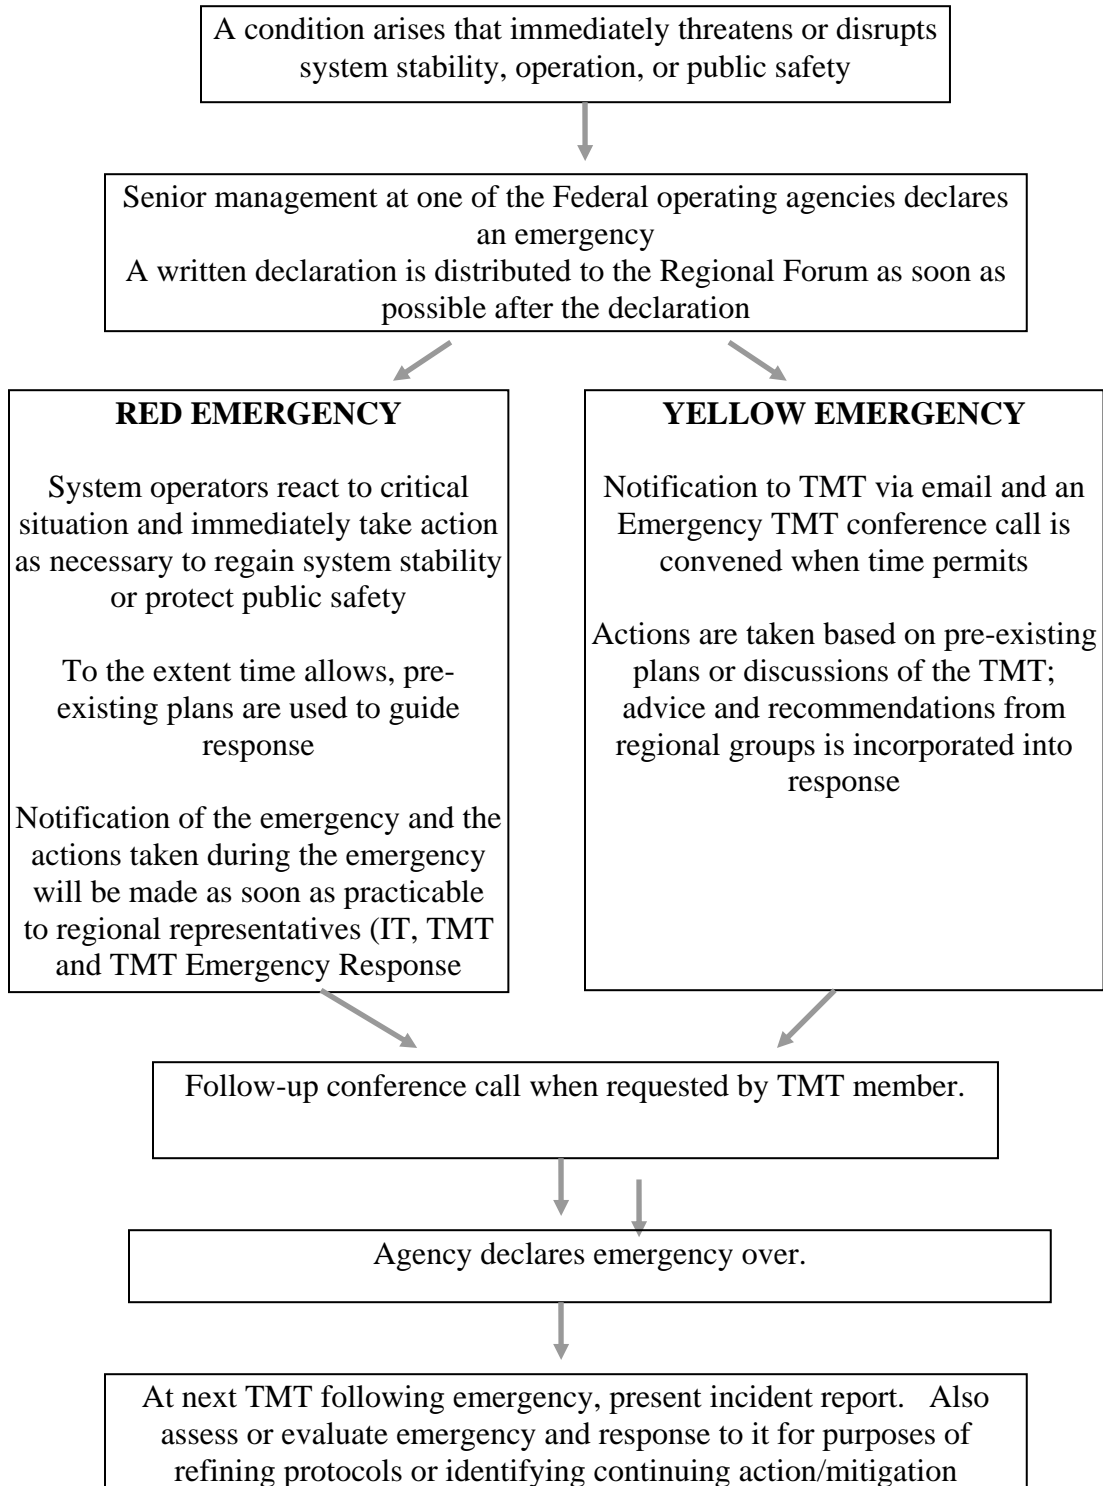 A condition arises that immediately threatens or disrupts
system stability, operation, or public safety
Senior management at one of the Federal operating agencies declares
an emergency
A written declaration is distributed to the Regional Forum as soon as
possible after the declaration
RED EMERGENCY
System operators react to critical
situation and immediately take action
as necessary to regain system stability
or protect public safety
To the extent time allows, pre-
existing plans are used to guide
response
Notification of the emergency and the
actions taken during the emergency
will be made as soon as practicable
to regional representatives (IT, TMT
and TMT Emergency Response
YELLOW EMERGENCY
Notification to TMT via email and an
Emergency TMT conference call is
convened when time permits
Actions are taken based on pre-existing
plans or discussions of the TMT;
advice and recommendations from
regional groups is incorporated into
response
Follow-up conference call when requested by TMT member.
Agency declares emergency over.
At next TMT following emergency, present incident report. Also
assess or evaluate emergency and response to it for purposes of
refining protocols or identifying continuing action/mitigation